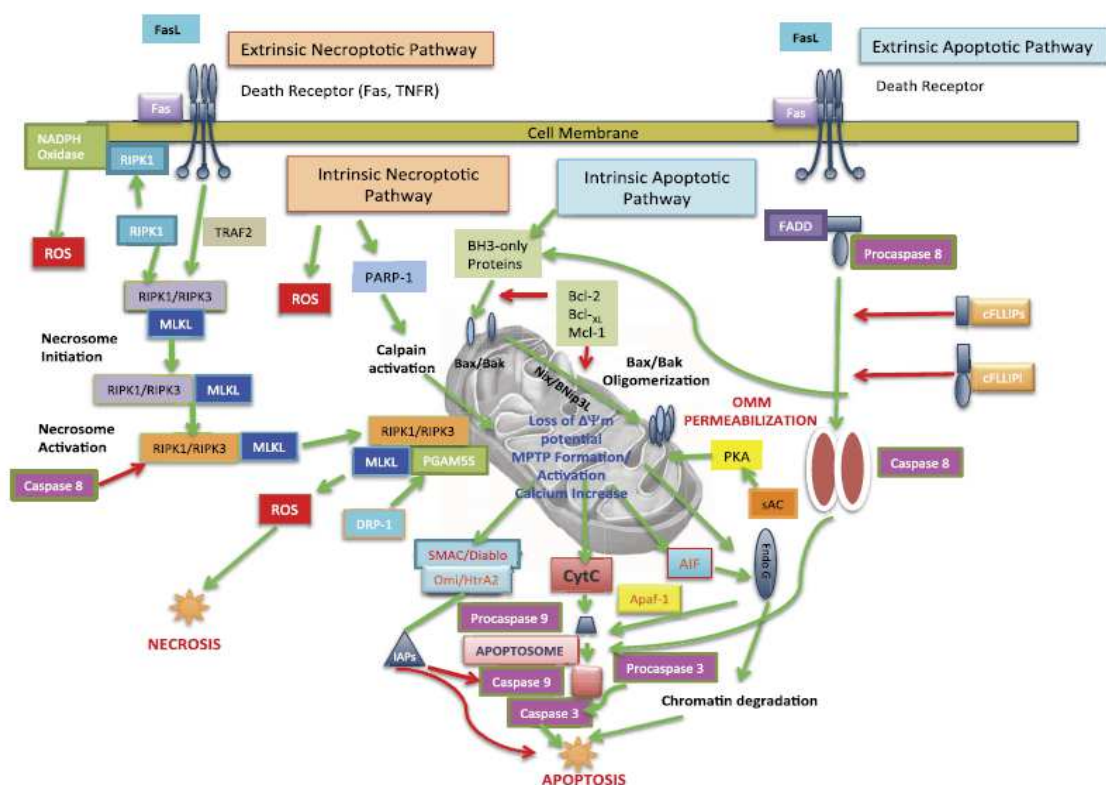 FasL
Extrinsic Necroptotic Pathway
Death Receptor (Fas, TNFR)
Fas
NADPH
Oxidase
RIPK1
Cell Membrane
FasL
Extrinsic Apoptotic Pathway
Death Receptor
Fas
ROS
RIPK1
TRAF2
Intrinsic Necroptotic
Pathway
Intrinsic Apoptotic
Pathway
FADD
Procaspase 8
RIPK1/RIPK3
MLKL
Necrosome
Initiation
ROS
PARP-1
BH3-only
Proteins
Bcl-2
Bcl-XL
Mcl-1
cFLLIPs
cFLLIPl
Calpain
activation
Bax/Bak
Nix/BNip3L
Bax/Bak
Oligomerization
OMM
PERMEABILIZATION
RIPK1/RIPK3
MLKL
Necrosome
Activation
RIPK1/RIPK3
MLKL
Caspase 8
RIPK1/RIPK3
MLKL
PGAM5S
Loss of ΔΨm
potential
MPTP Formation/
Activation
Calcium Increase
PKA
sAC
Caspase 8
ROS
DRP-1
SMAC/Diablo
Omi/HtrA2
CytC
AIF
Endo G
Apaf-1
NECROSIS
Procaspase 9
APOPTOSOME
IAPs
Caspase 9
Procaspase 3
Caspase 3
Chromatin degradation
APOPTOSIS